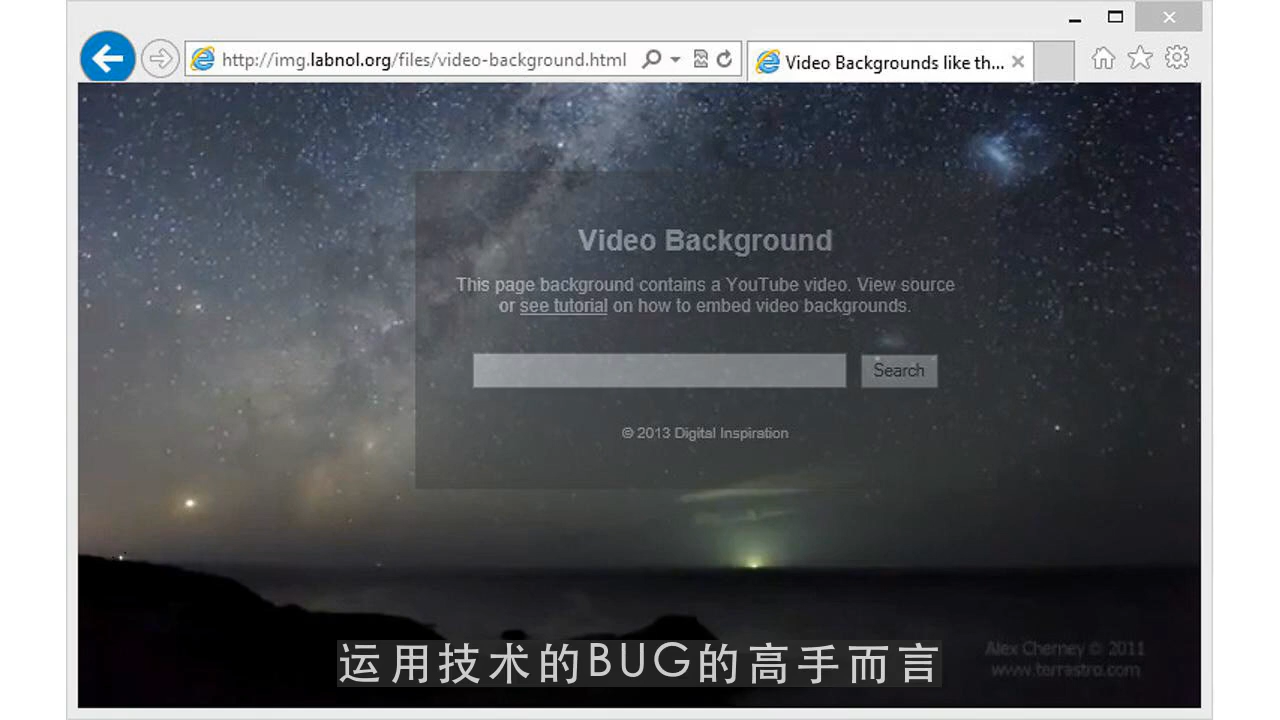 http://img.labnol.org/files/video-background.html
Video Backgrounds like th...
Video Background
This page background contains a YouTube video. View source
or see tutorial on how to embed video backgrounds.
Search
© 2013 Digital Inspiration
Alex Cherney © 2011
www.terrastro.com
运用技术的BUG的高手而言